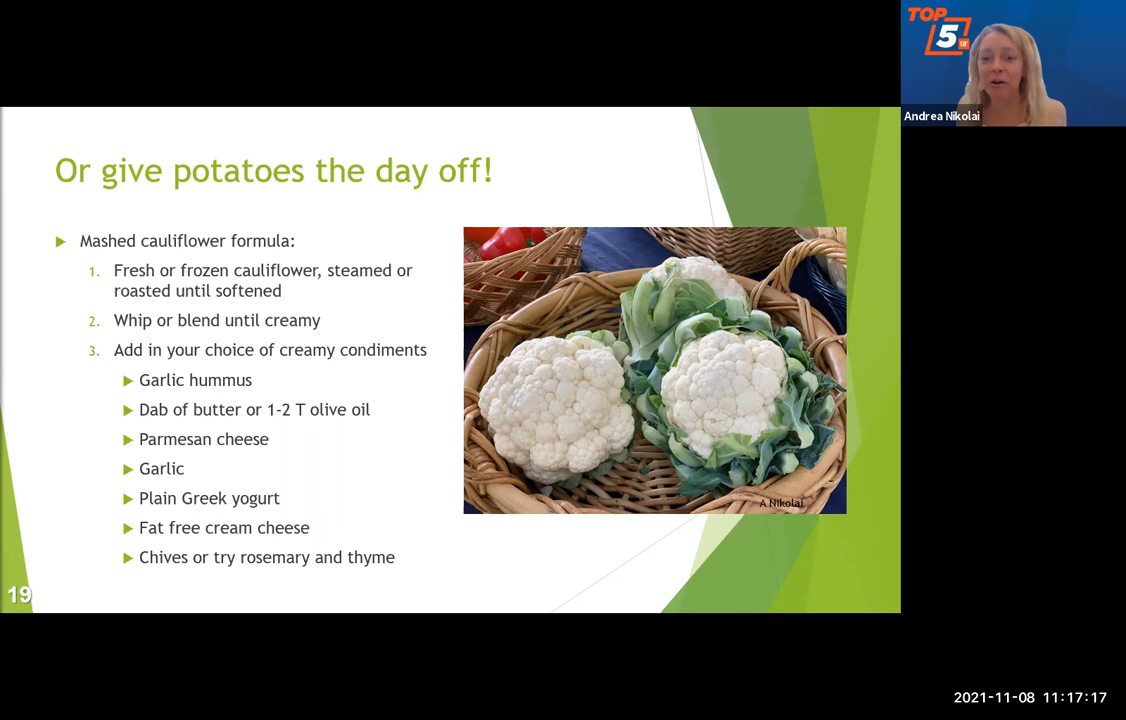 TOP
5
UF
Andrea Nikolai
Or give potatoes the day off!
Mashed cauliflower formula:
1. Fresh or frozen cauliflower, steamed or
roasted until softened
2. Whip or blend until creamy
3. Add in your choice of creamy condiments
Garlic hummus
Dab of butter or 1-2 T olive oil
Parmesan cheese
Garlic
Plain Greek yogurt
Fat free cream cheese
Chives or try rosemary and thyme
A Nikolai
19
2021-11-08 11:17:17